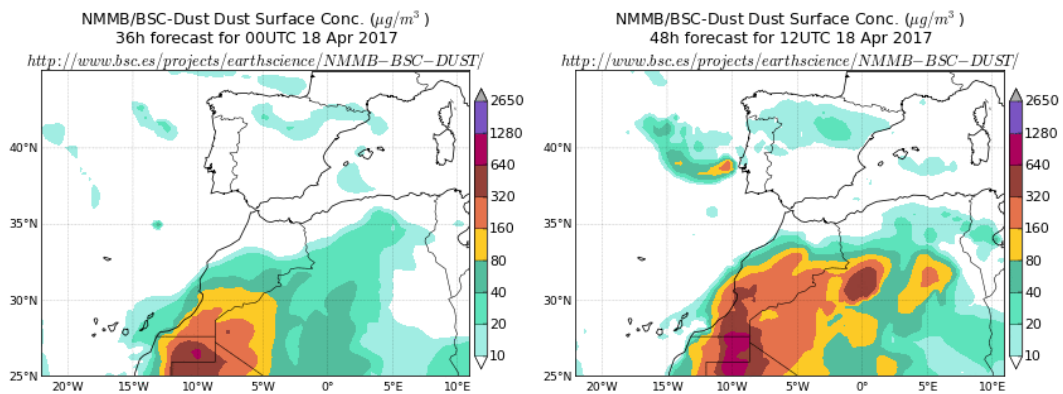 NMMB/BSC-Dust Dust Surface Conc. (μg/m³ )
36h forecast for 00UTC 18 Apr 2017
http://www.bsc.es/projects/earthscience/NMMB−BSC−DUST/
40°N
35°N
30°N
25°N
20°W
15°W
10°W
5°W
0°E
5°E
10°E
2650
1280
640
320
160
80
40
20
10
NMMB/BSC-Dust Dust Surface Conc. (μg/m³ )
48h forecast for 12UTC 18 Apr 2017
http://www.bsc.es/projects/earthscience/NMMB−BSC−DUST/
40°N
35°N
30°N
25°N
20°W
15°W
10°W
5°W
0°E
5°E
10°E
2650
1280
640
320
160
80
40
20
10